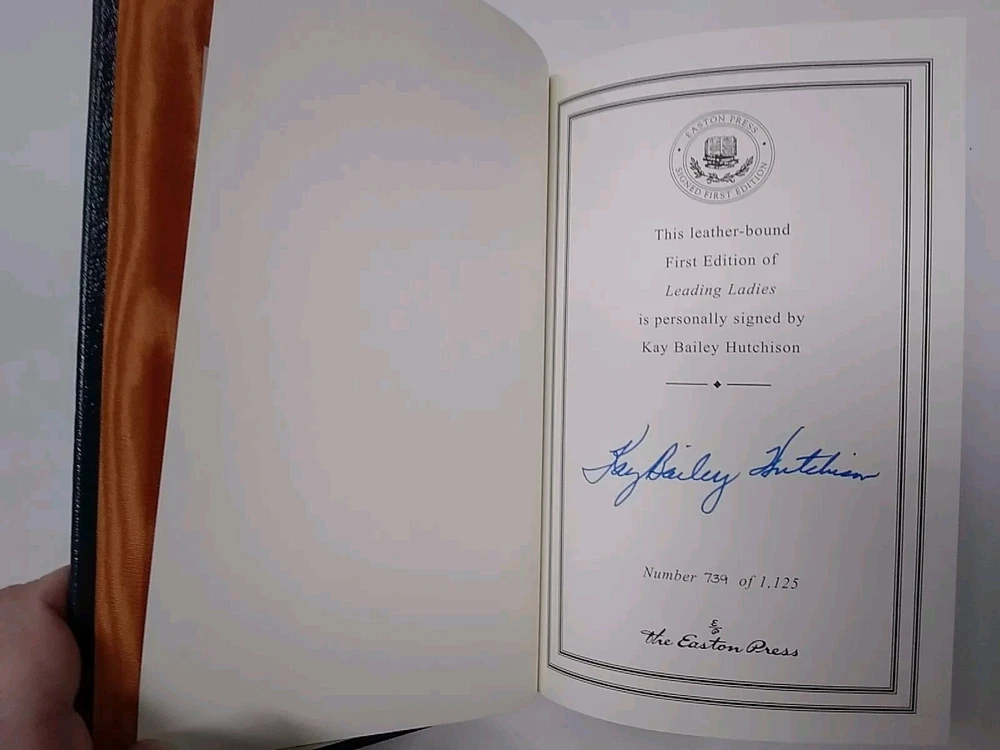 EASTON PRESS
SIGNED FIRST EDITION
This leather-bound
First Edition of
Leading Ladies
is personally signed by
Kay Bailey Hutchison
Kay Bailey Hutchison
Number 739 of 1,125
E/P
the Easton Press